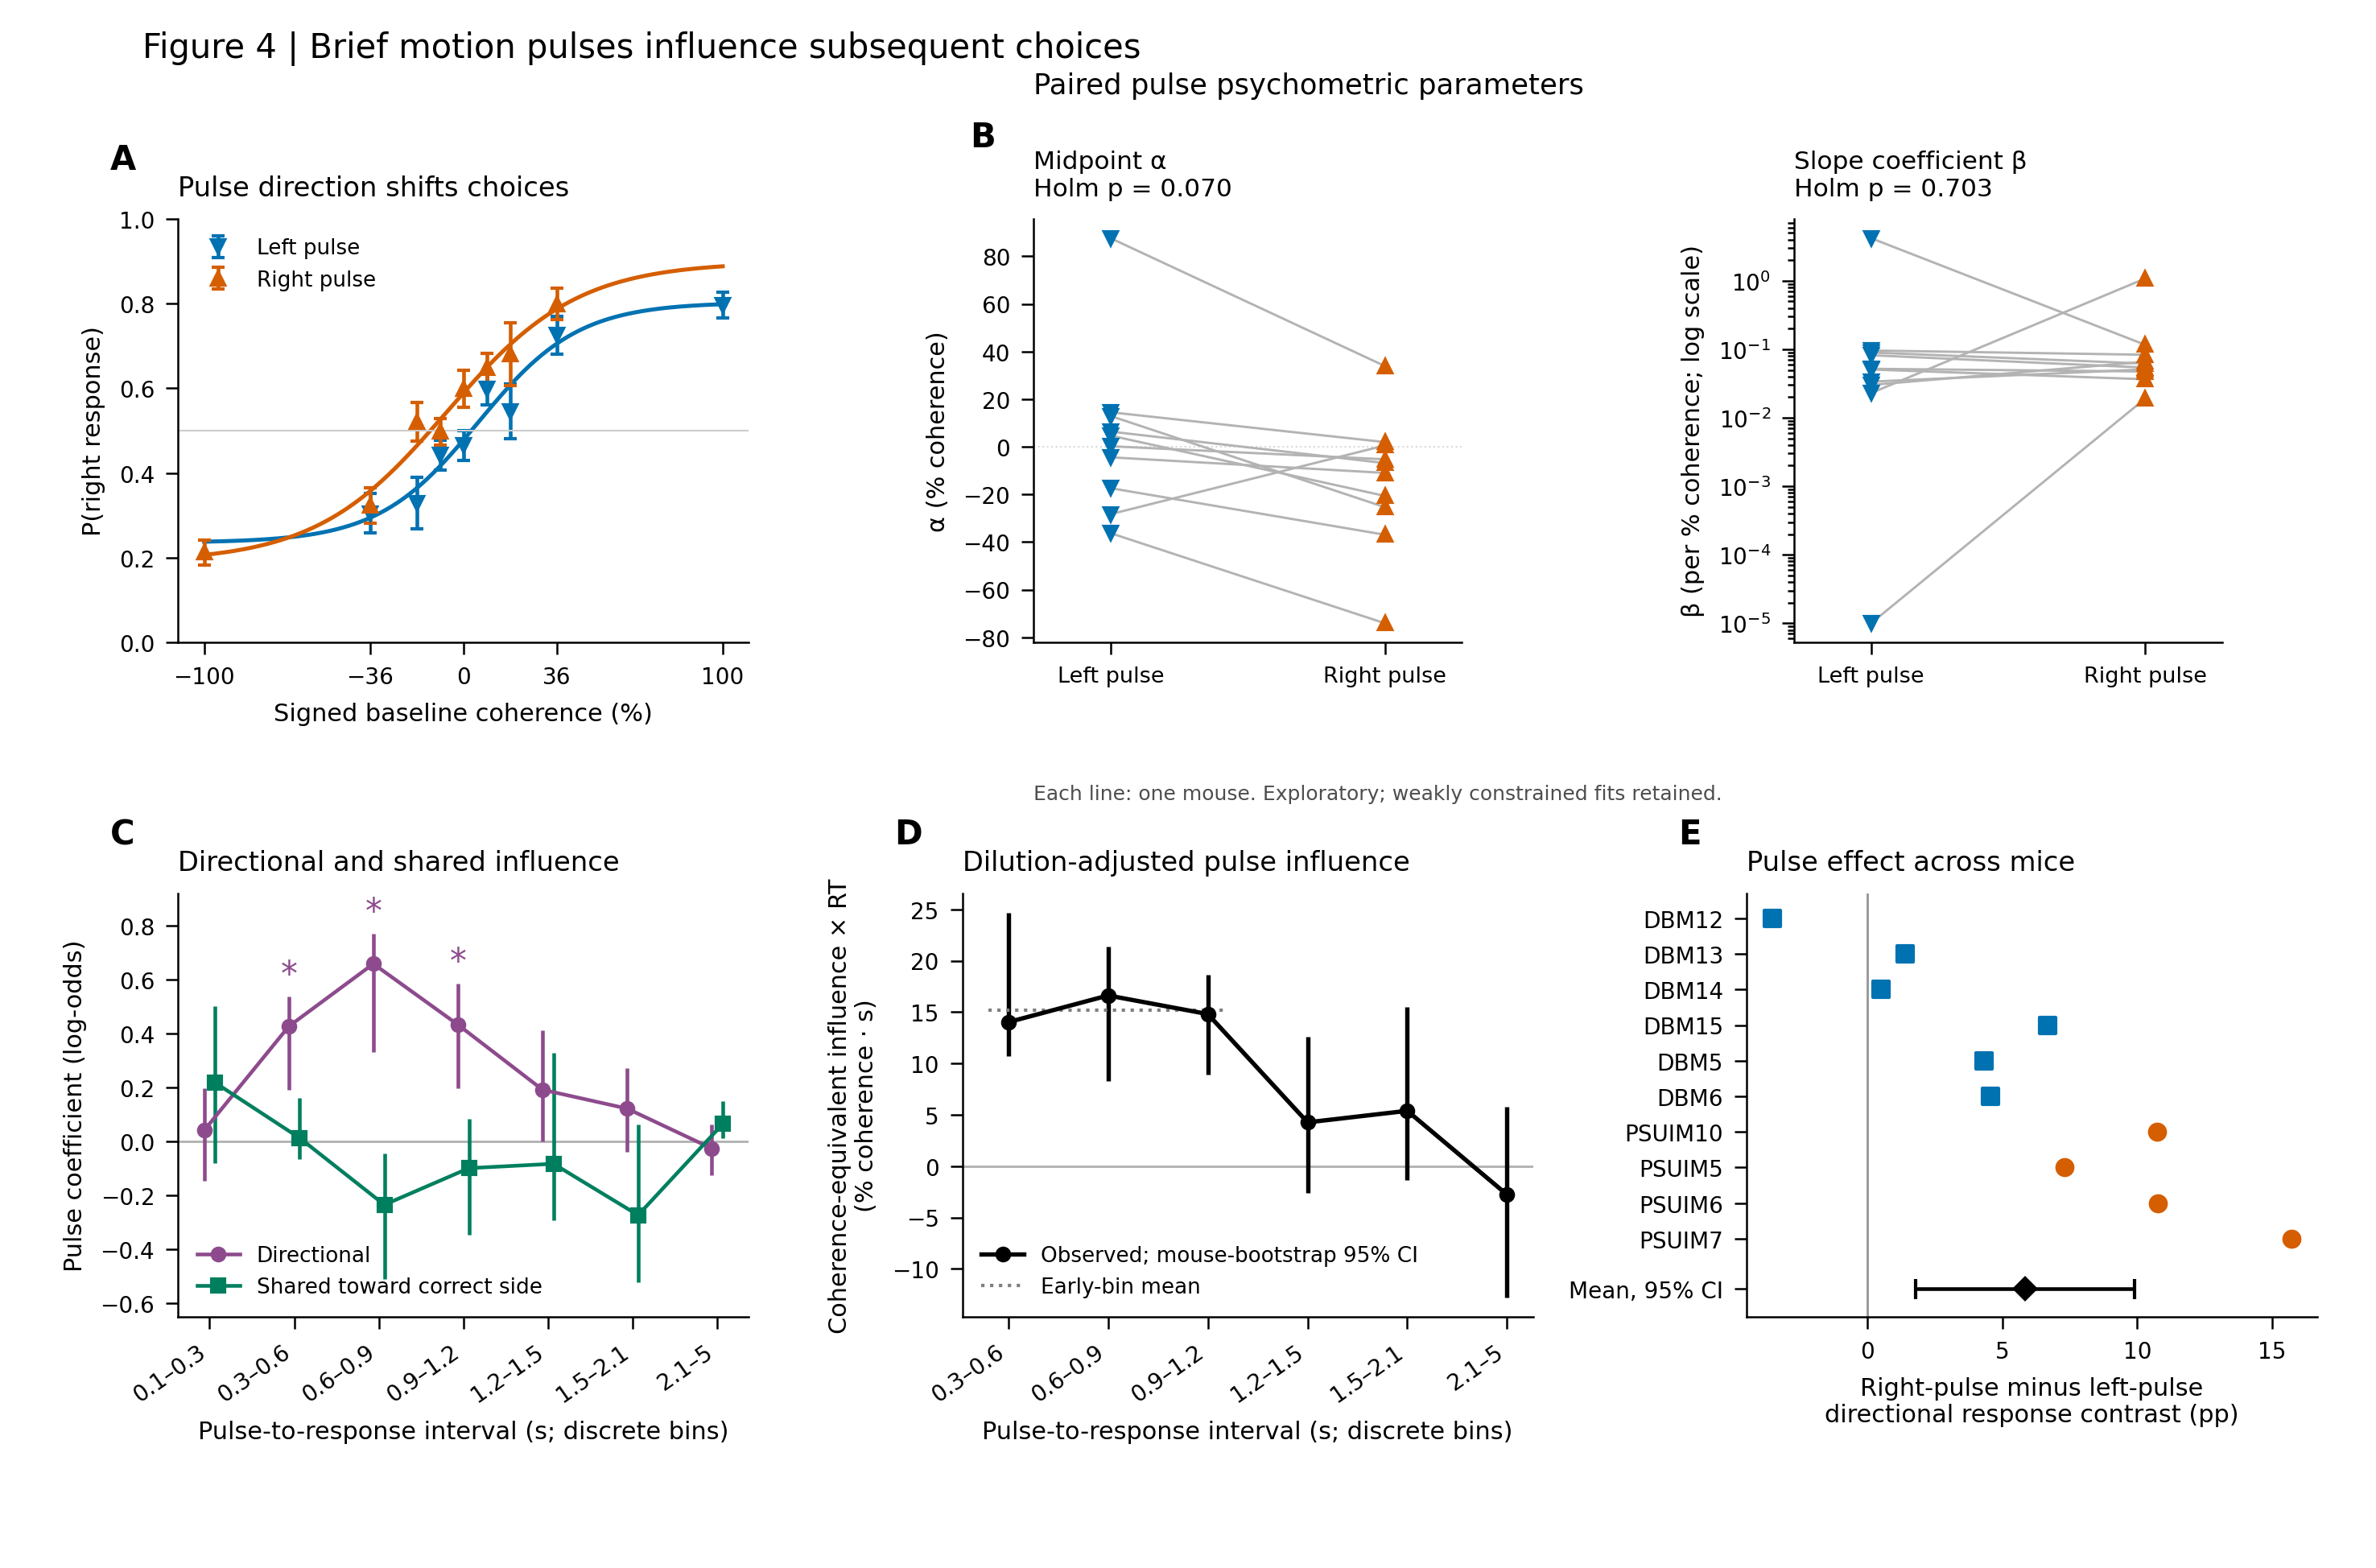 Figure 4 | Brief motion pulses influence subsequent choices
Paired pulse psychometric parameters
A
Pulse direction shifts choices
P(right response)
1.0
0.8
0.6
0.4
0.2
0.0
Left pulse
Right pulse
−100
−36
0
36
100
Signed baseline coherence (%)
B
Midpoint α
Holm p = 0.070
α (% coherence)
80
60
40
20
0
−20
−40
−60
−80
Left pulse
Right pulse
Slope coefficient β
Holm p = 0.703
β (per % coherence; log scale)
10⁰
10⁻¹
10⁻²
10⁻³
10⁻⁴
10⁻⁵
Left pulse
Right pulse
Each line: one mouse. Exploratory; weakly constrained fits retained.
C
Directional and shared influence
Pulse coefficient (log-odds)
0.8
0.6
0.4
0.2
0.0
−0.2
−0.4
−0.6
*
*
*
Directional
Shared toward correct side
0.1–0.3
0.3–0.6
0.6–0.9
0.9–1.2
1.2–1.5
1.5–2.1
2.1–5
Pulse-to-response interval (s; discrete bins)
D
Dilution-adjusted pulse influence
Coherence-equivalent influence × RT
(% coherence · s)
25
20
15
10
5
0
−5
−10
Observed; mouse-bootstrap 95% CI
Early-bin mean
0.3–0.6
0.6–0.9
0.9–1.2
1.2–1.5
1.5–2.1
2.1–5
Pulse-to-response interval (s; discrete bins)
E
Pulse effect across mice
DBM12
DBM13
DBM14
DBM15
DBM5
DBM6
PSUIM10
PSUIM5
PSUIM6
PSUIM7
Mean, 95% CI
0
5
10
15
Right-pulse minus left-pulse
directional response contrast (pp)